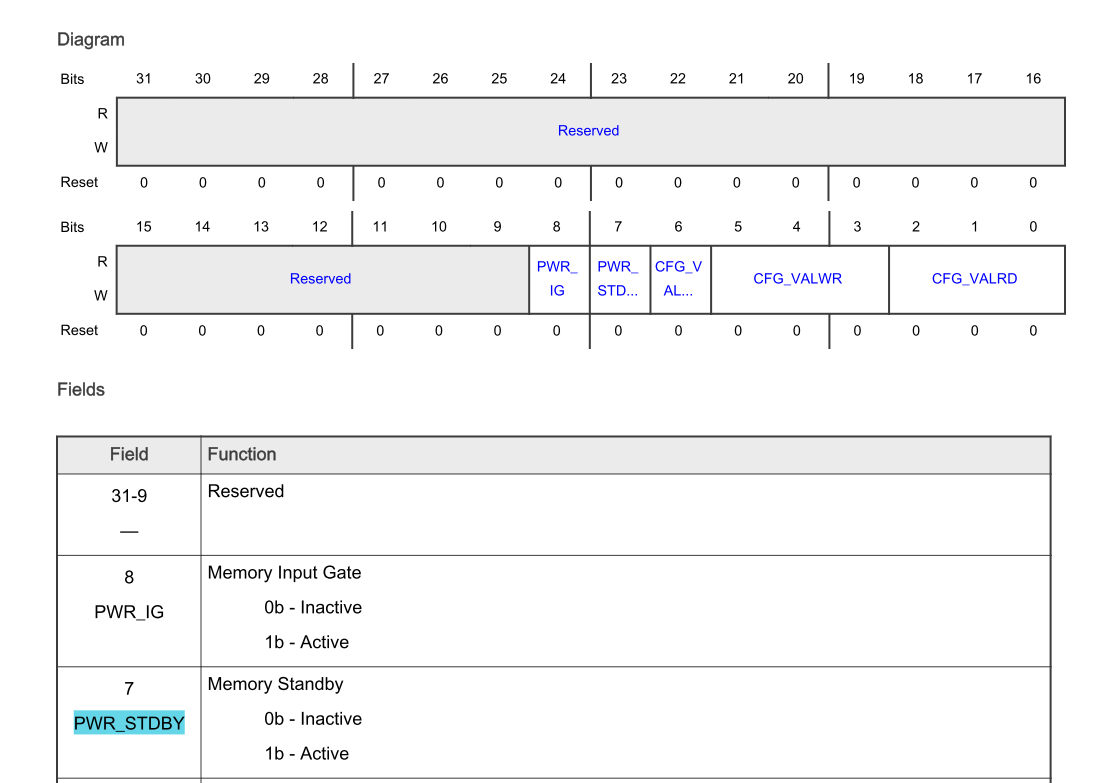 Diagram
Bits 31 30 29 28 27 26 25 24 23 22 21 20 19 18 17 16
R
Reserved
W
Reset 0 0 0 0 0 0 0 0 0 0 0 0 0 0 0 0
Bits 15 14 13 12 11 10 9 8 7 6 5 4 3 2 1 0
R
Reserved PWR_ IG PWR_ STD... CFG_V AL... CFG_VALWR CFG_VALRD
W
Reset 0 0 0 0 0 0 0 0 0 0 0 0 0 0 0 0
Fields
Field Function
31-9 Reserved
—
8 Memory Input Gate
PWR_IG 0b - Inactive
1b - Active
7 Memory Standby
PWR_STDBY 0b - Inactive
1b - Active